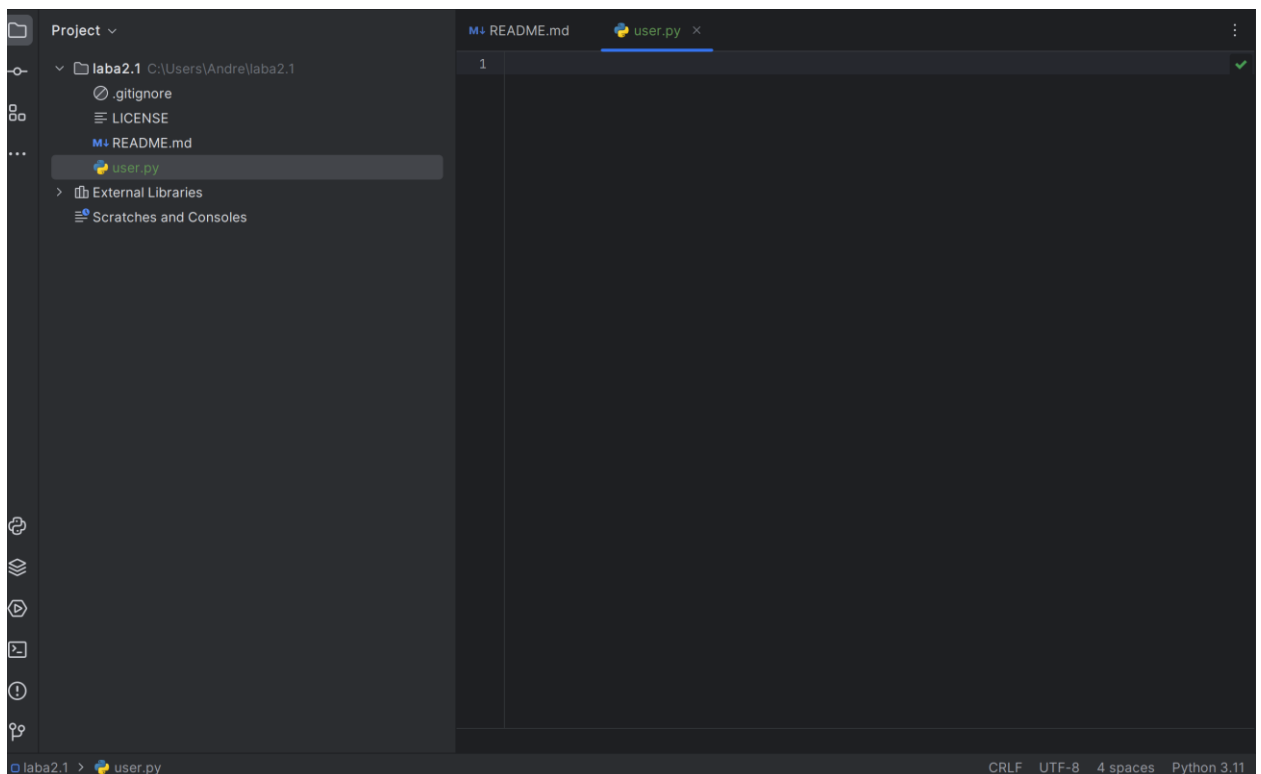 Project
README.md
user.py
laba2.1 C:\Users\Andre\laba2.1
.gitignore
LICENSE
M↓ README.md
user.py
External Libraries
Scratches and Consoles
1
laba2.1 > user.py
CRLF UTF-8 4 spaces Python 3.11